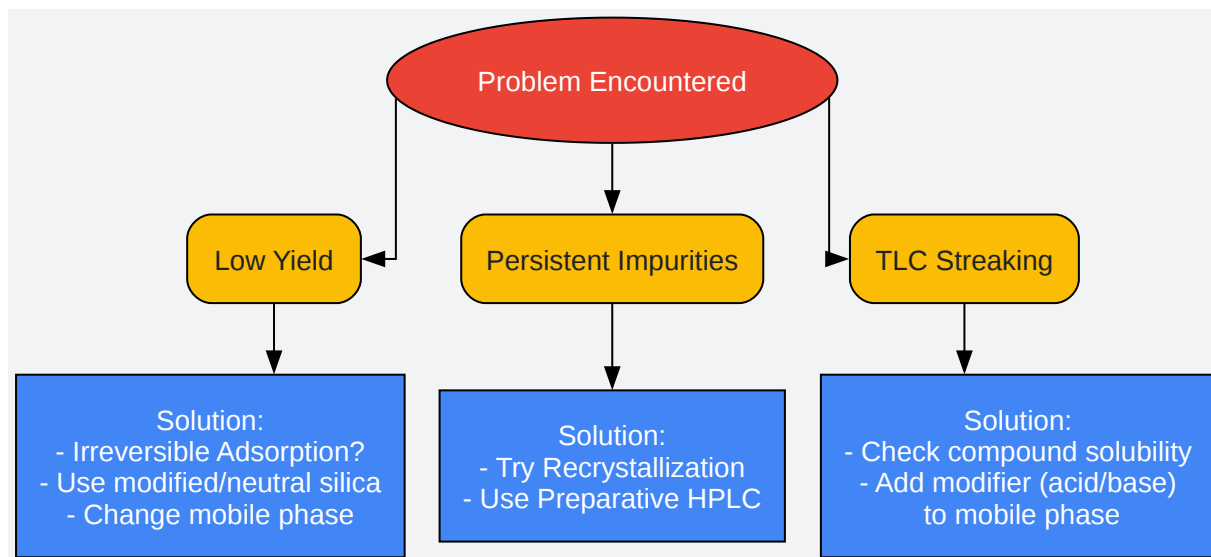 Problem Encountered
Low Yield
Persistent Impurities
TLC Streaking
Solution:
- Irreversible Adsorption?
- Use modified/neutral silica
- Change mobile phase
Solution:
- Try Recrystallization
- Use Preparative HPLC
Solution:
- Check compound solubility
- Add modifier (acid/base)
to mobile phase